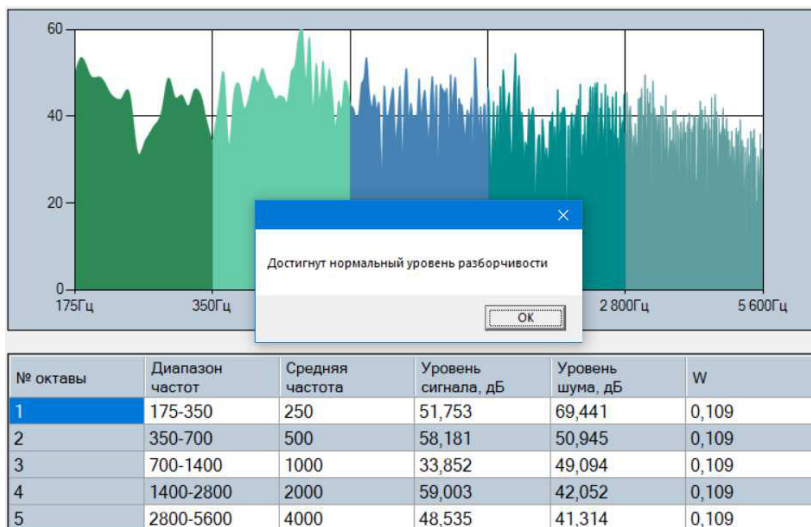 60
40
20
0
175Гц 350Гц 2 800Гц 5 600Гц
Достигнут нормальный уровень разборчивости
OK
№ октавы Диапазон частот Средняя частота Уровень сигнала, дБ Уровень шума, дБ W
1 175-350 250 51,753 69,441 0,109
2 350-700 500 58,181 50,945 0,109
3 700-1400 1000 33,852 49,094 0,109
4 1400-2800 2000 59,003 42,052 0,109
5 2800-5600 4000 48,535 41,314 0,109